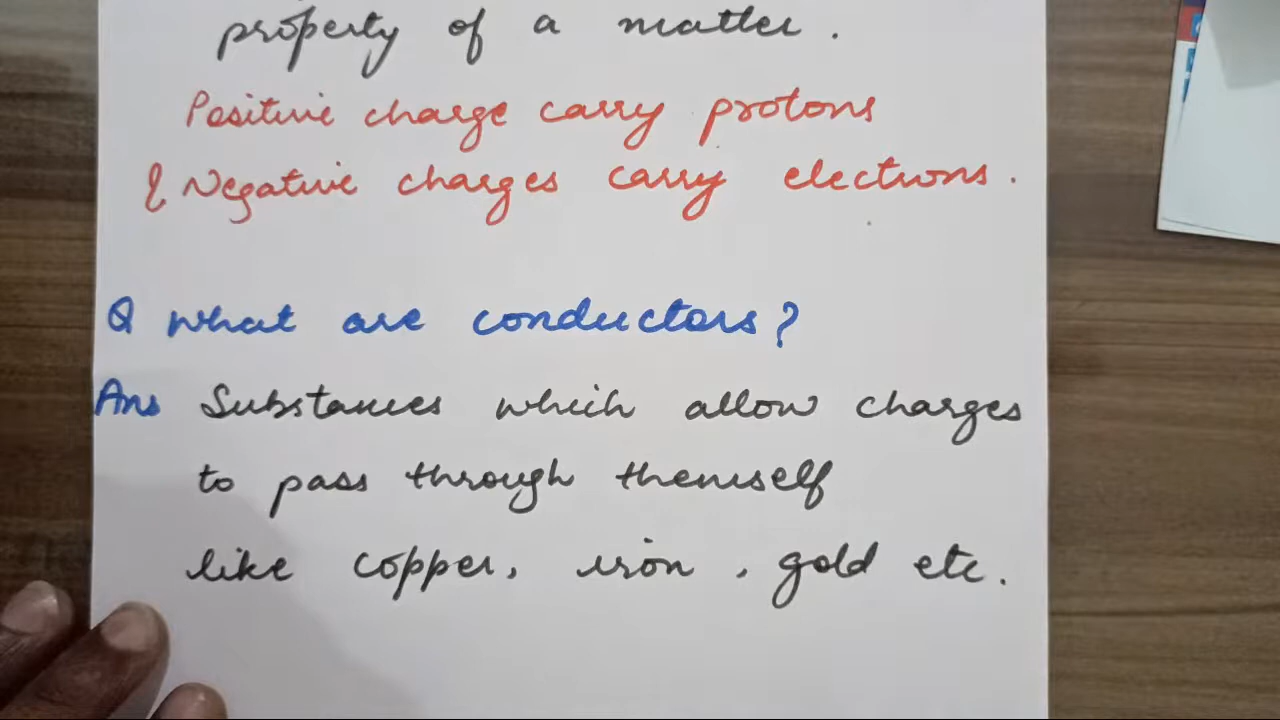 property of a matter.
Positive charge carry protons
& Negative charges carry electrons.
Q What are conductors?
Ans Substances which allow charges
to pass through themself
like copper, iron, gold etc.